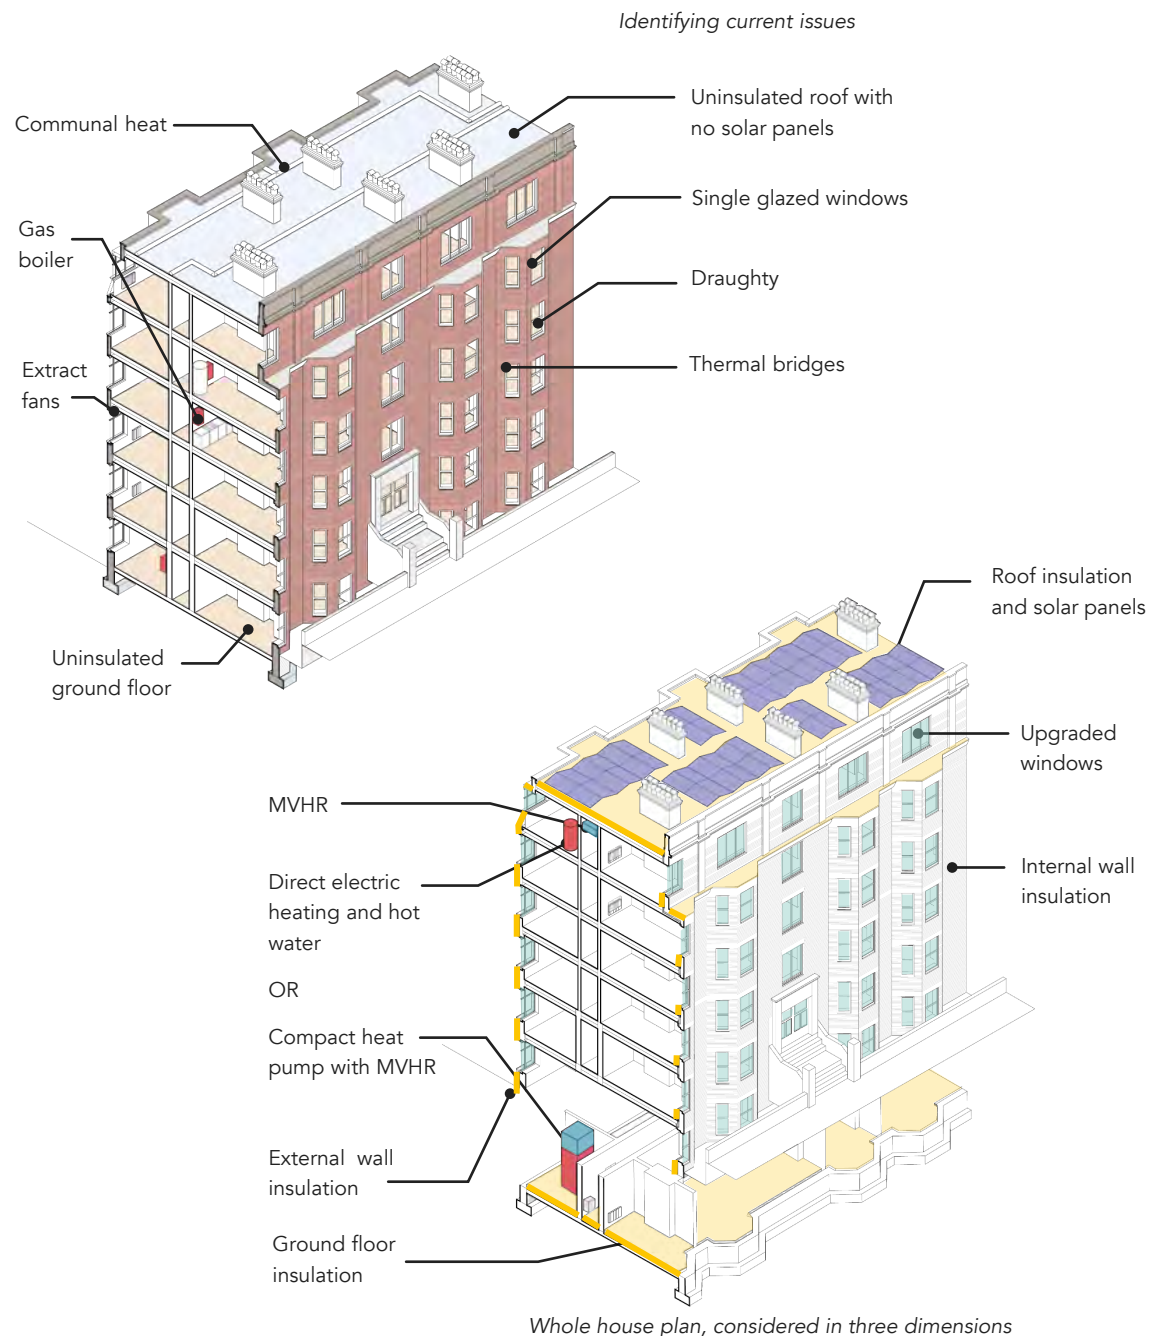 Identifying current issues
Communal heat
Uninsulated roof with
no solar panels
Single glazed windows
Gas
boiler
Draughty
Thermal bridges
Extract
fans
Uninsulated
ground floor
Roof insulation
and solar panels
Upgraded
windows
MVHR
Internal wall
insulation
Direct electric
heating and hot
water
OR
Compact heat
pump with MVHR
External wall
insulation
Ground floor
insulation
Whole house plan, considered in three dimensions